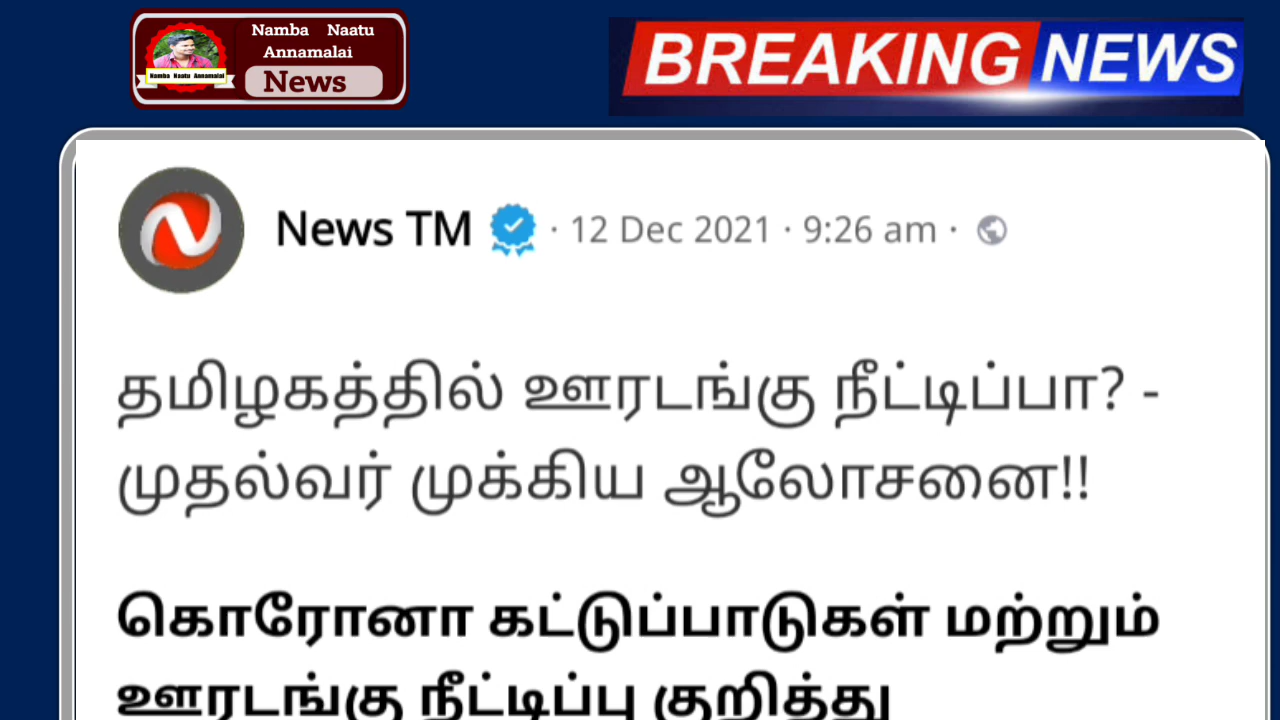 Namba Naatu
Annamalai
News
Namba Naatu Annamalai
BREAKING NEWS
News TM · 12 Dec 2021 · 9:26 am ·
தமிழகத்தில் ஊரடங்கு நீட்டிப்பா? -
முதல்வர் முக்கிய ஆலோசனை!!
கொரோனா கட்டுப்பாடுகள் மற்றும்
ஊரடங்கு நீட்டிப்பு குறித்து